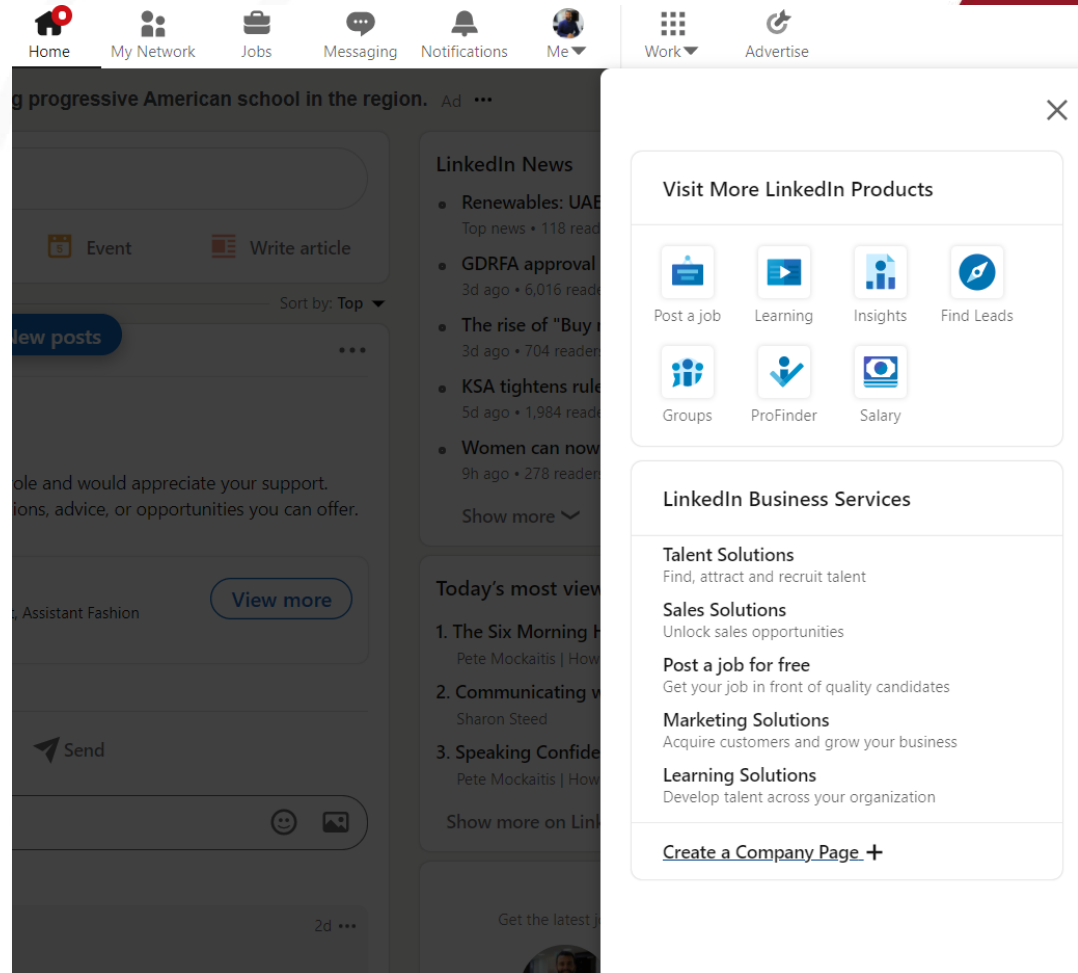 Home
My Network
Jobs
Messaging
Notifications
Me
Work
Advertise
g progressive American school in the region. Ad •••
5 Event
Write article
Sort by: Top
New posts
•••
ole and would appreciate your support.
ions, advice, or opportunities you can offer.
, Assistant Fashion
View more
Send
2d •••
LinkedIn News
• Renewables: UAE
Top news • 118 read
• GDRFA approval
3d ago • 6,016 reade
• The rise of "Buy
3d ago • 704 reader
• KSA tightens rule
5d ago • 1,984 reade
• Women can now
9h ago • 278 reader
Show more
Today's most view
1. The Six Morning H
Pete Mockaitis | How
2. Communicating w
Sharon Steed
3. Speaking Confide
Pete Mockaitis | How
Show more on Link
Get the latest j
Visit More LinkedIn Products
Post a job
Learning
Insights
Find Leads
Groups
ProFinder
Salary
LinkedIn Business Services
Talent Solutions
Find, attract and recruit talent
Sales Solutions
Unlock sales opportunities
Post a job for free
Get your job in front of quality candidates
Marketing Solutions
Acquire customers and grow your business
Learning Solutions
Develop talent across your organization
Create a Company Page +